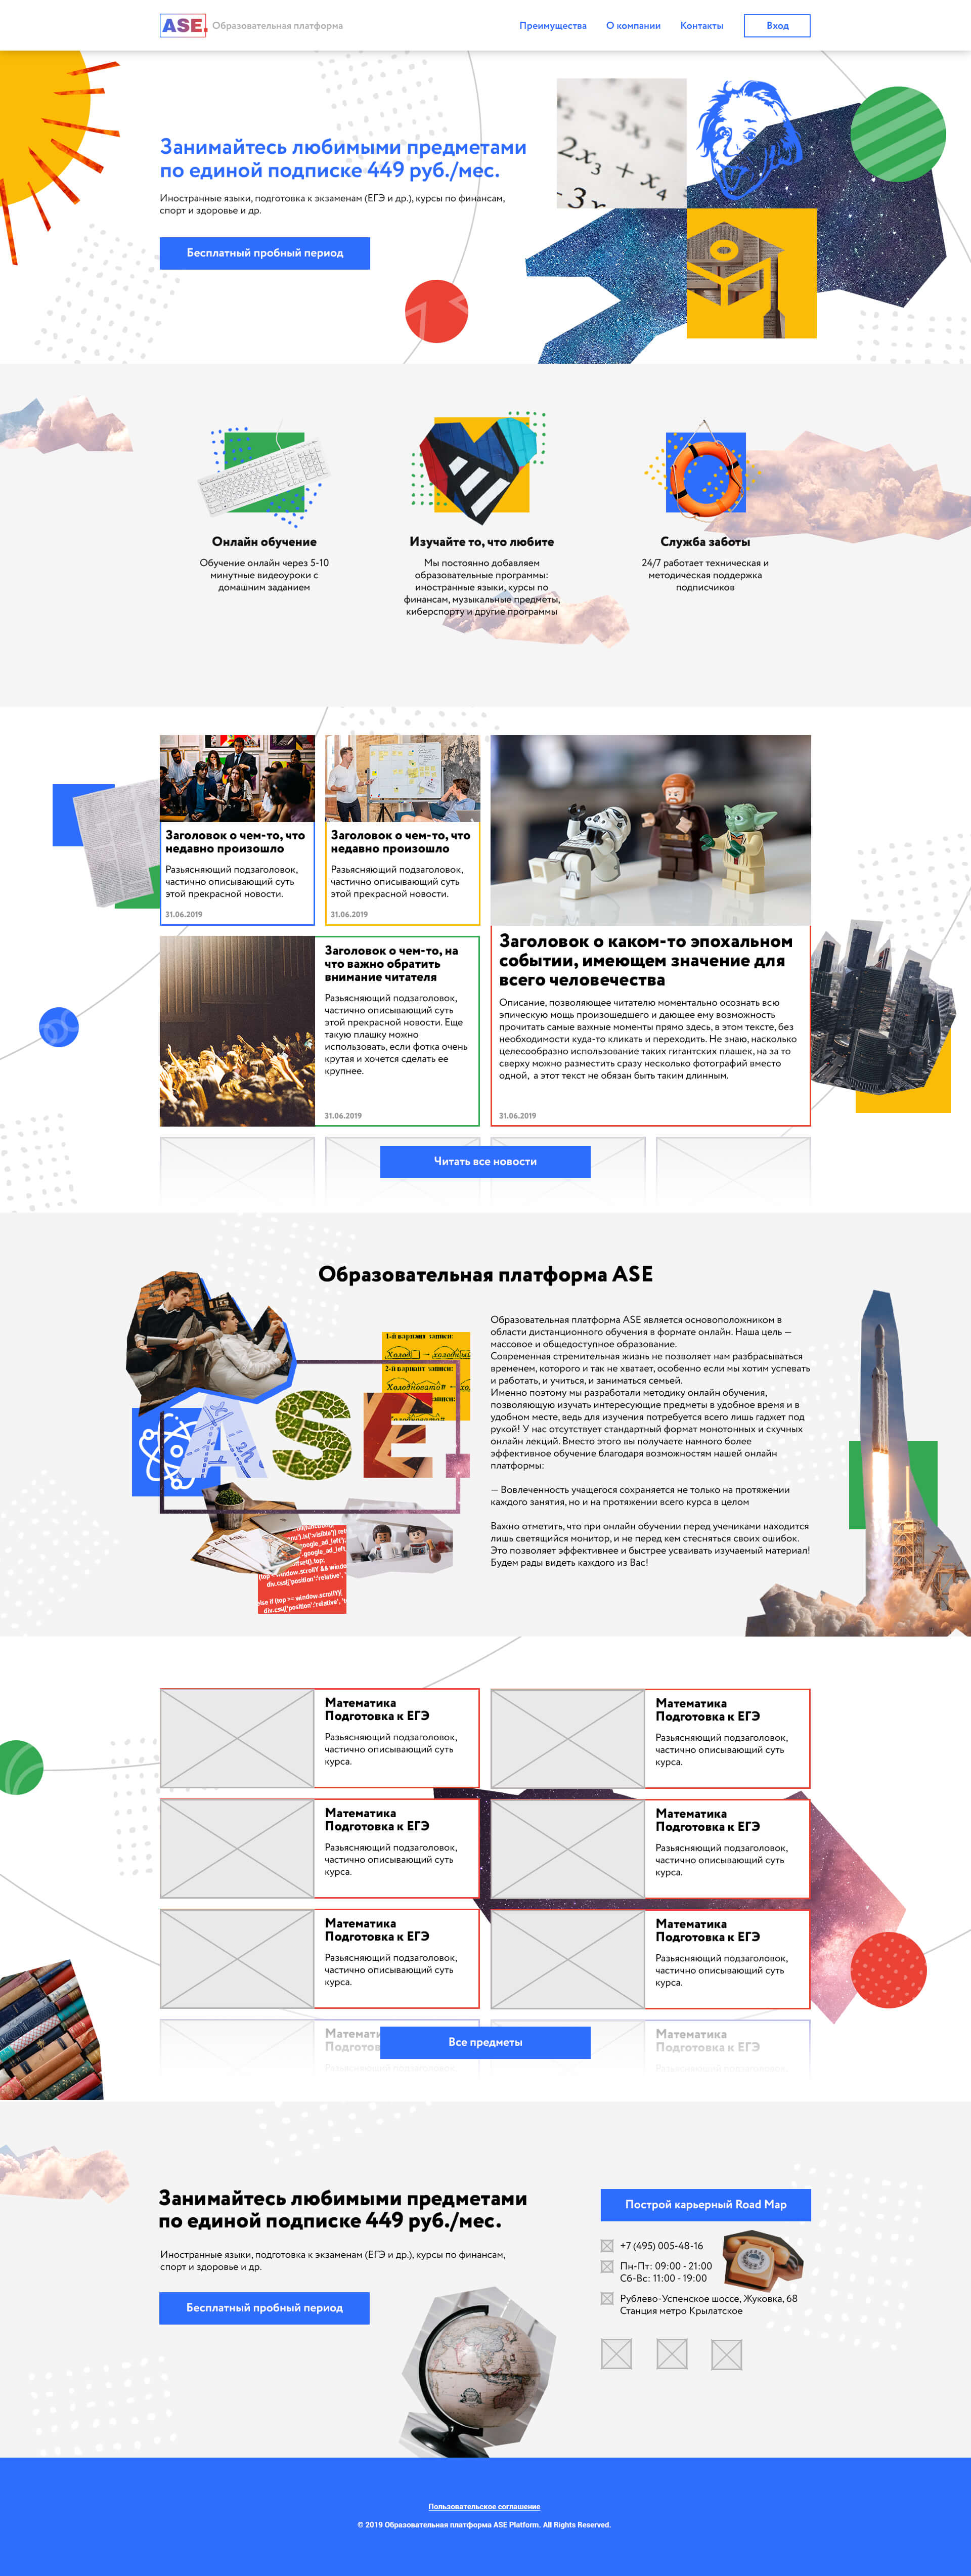 ASE.
Образовательная платформа
Преимущества
О компании
Контакты
Вход
Занимайтесь любимыми предметами
по единой подписке 449 руб./мес.
Иностранные языки, подготовка к экзаменам (ЕГЭ и др.), курсы по финансам,
спорт и здоровье и др.
Бесплатный пробный период
Онлайн обучение
Обучение онлайн через 5-10
минутные видеоуроки с
домашним заданием
Изучайте то, что любите
Мы постоянно добавляем
образовательные программы:
иностранные языки, курсы по
финансам, музыкальные предметы,
киберспорту и другие программы
Служба заботы
24/7 работает техническая и
методическая поддержка
подписчиков
Заголовок о чем-то, что
недавно произошло
Разъясняющий подзаголовок,
частично описывающий суть
этой прекрасной новости.
31.06.2019
Заголовок о чем-то, что
недавно произошло
Разъясняющий подзаголовок,
частично описывающий суть
этой прекрасной новости.
31.06.2019
Заголовок о чем-то, на
что важно обратить
внимание читателя
Разъясняющий подзаголовок,
частично описывающий суть
этой прекрасной новости. Еще
такую плашку можно
использовать, если фотка очень
крутая и хочется сделать ее
крупнее.
31.06.2019
Заголовок о каком-то эпохальном
событии, имеющем значение для
всего человечества
Описание, позволяющее читателю моментально осознать всю
эпическую мощь произошедшего и дающее ему возможность
прочитать самые важные моменты прямо здесь, в этом тексте, без
необходимости куда-то кликать и переходить. Не знаю, насколько
целесообразно использование таких гигантских плашек, на за то
сверху можно разместить сразу несколько фотографий вместо
одной, а этот текст не обязан быть таким длинным.
31.06.2019
Читать все новости
Образовательная платформа ASE
1-й вариант записи:
2-й вариант записи:
ASE
Образовательная платформа ASE является основоположником в
области дистанционного обучения в формате онлайн. Наша цель —
массовое и общедоступное образование.
Современная стремительная жизнь не позволяет нам разбрасываться
временем, которого и так не хватает, особенно если мы хотим успевать
и работать, и учиться, и заниматься семьей.
Именно поэтому мы разработали методику онлайн обучения,
позволяющую изучать интересующие предметы в удобное время и в
удобном месте, ведь для изучения потребуется всего лишь гаджет под
рукой! У нас отсутствует стандартный формат монотонных и скучных
онлайн лекций. Вместо этого вы получаете намного более
эффективное обучение благодаря возможностям нашей онлайн
платформы:
— Вовлеченность учащегося сохраняется не только на протяжении
каждого занятия, но и на протяжении всего курса в целом
Важно отметить, что при онлайн обучении перед учениками находится
лишь светящийся монитор, и не перед кем стесняться своих ошибок.
Это позволяет эффективнее и быстрее усваивать изучаемый материал!
Будем рады видеть каждого из Вас!
Математика
Подготовка к ЕГЭ
Разъясняющий подзаголовок,
частично описывающий суть
курса.
Математика
Подготовка к ЕГЭ
Разъясняющий подзаголовок,
частично описывающий суть
курса.
Математика
Подготовка к ЕГЭ
Разъясняющий подзаголовок,
частично описывающий суть
курса.
Математика
Подготовка к ЕГЭ
Разъясняющий подзаголовок,
частично описывающий суть
курса.
Математика
Подготовка к ЕГЭ
Разъясняющий подзаголовок,
частично описывающий суть
курса.
Математика
Подготовка к ЕГЭ
Разъясняющий подзаголовок,
частично описывающий суть
курса.
Математика
Подготовка к ЕГЭ
Все предметы
Занимайтесь любимыми предметами
по единой подписке 449 руб./мес.
Иностранные языки, подготовка к экзаменам (ЕГЭ и др.), курсы по финансам,
спорт и здоровье и др.
Бесплатный пробный период
Построй карьерный Road Map
+7 (495) 005-48-16
Пн-Пт: 09:00 - 21:00
Сб-Вс: 11:00 - 19:00
Рублево-Успенское шоссе, Жуковка, 68
Станция метро Крылатское
Пользовательское соглашение
© 2019 Образовательная платформа ASE Platform. All Rights Reserved.